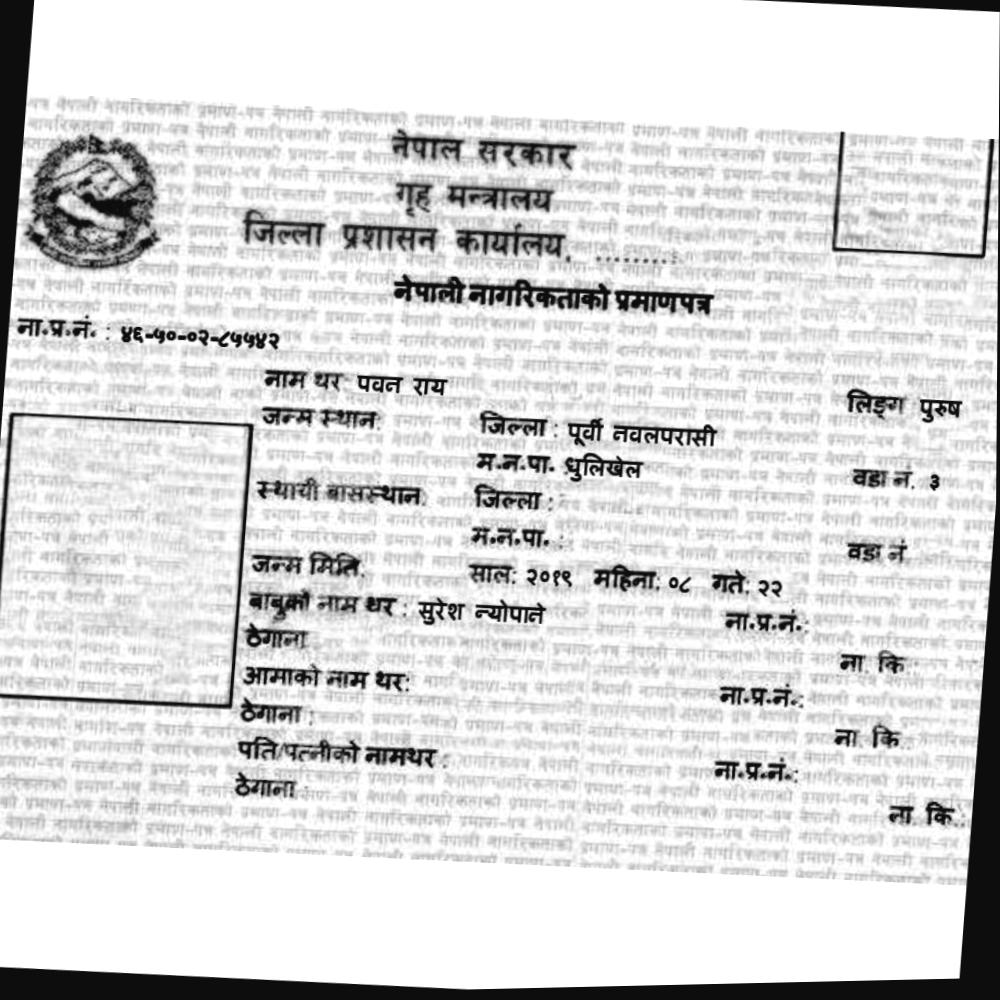 नेपाल सरकार
गृह मन्त्रालय
जिल्ला प्रशासन कार्यालय, .........
नेपाली नागरिकताको प्रमाणपत्र
ना.प्र.नं. : ४६-५०-०२-८५५४२
नाम थर: पवन राय लिङ्ग पुरुष
जन्म स्थान: जिल्ला : पूर्वी नवलपरासी
म.न.पा. धुलिखेल वडा नं. ३
स्थायी बासस्थान: जिल्ला :
म.न.पा. : वडा नं.
जन्म मिति: साल: २०१९ महिना: ०८ गते: २२
बाबुको नाम थर : सुरेश न्योपाने ना.प्र.नं.:
ठेगाना ना. कि.:
आमाको नाम थर: ना.प्र.नं.:
ठेगाना : ना. कि.:
पति/पत्नीको नामथर : ना.प्र.नं.:
ठेगाना : ना. कि.: